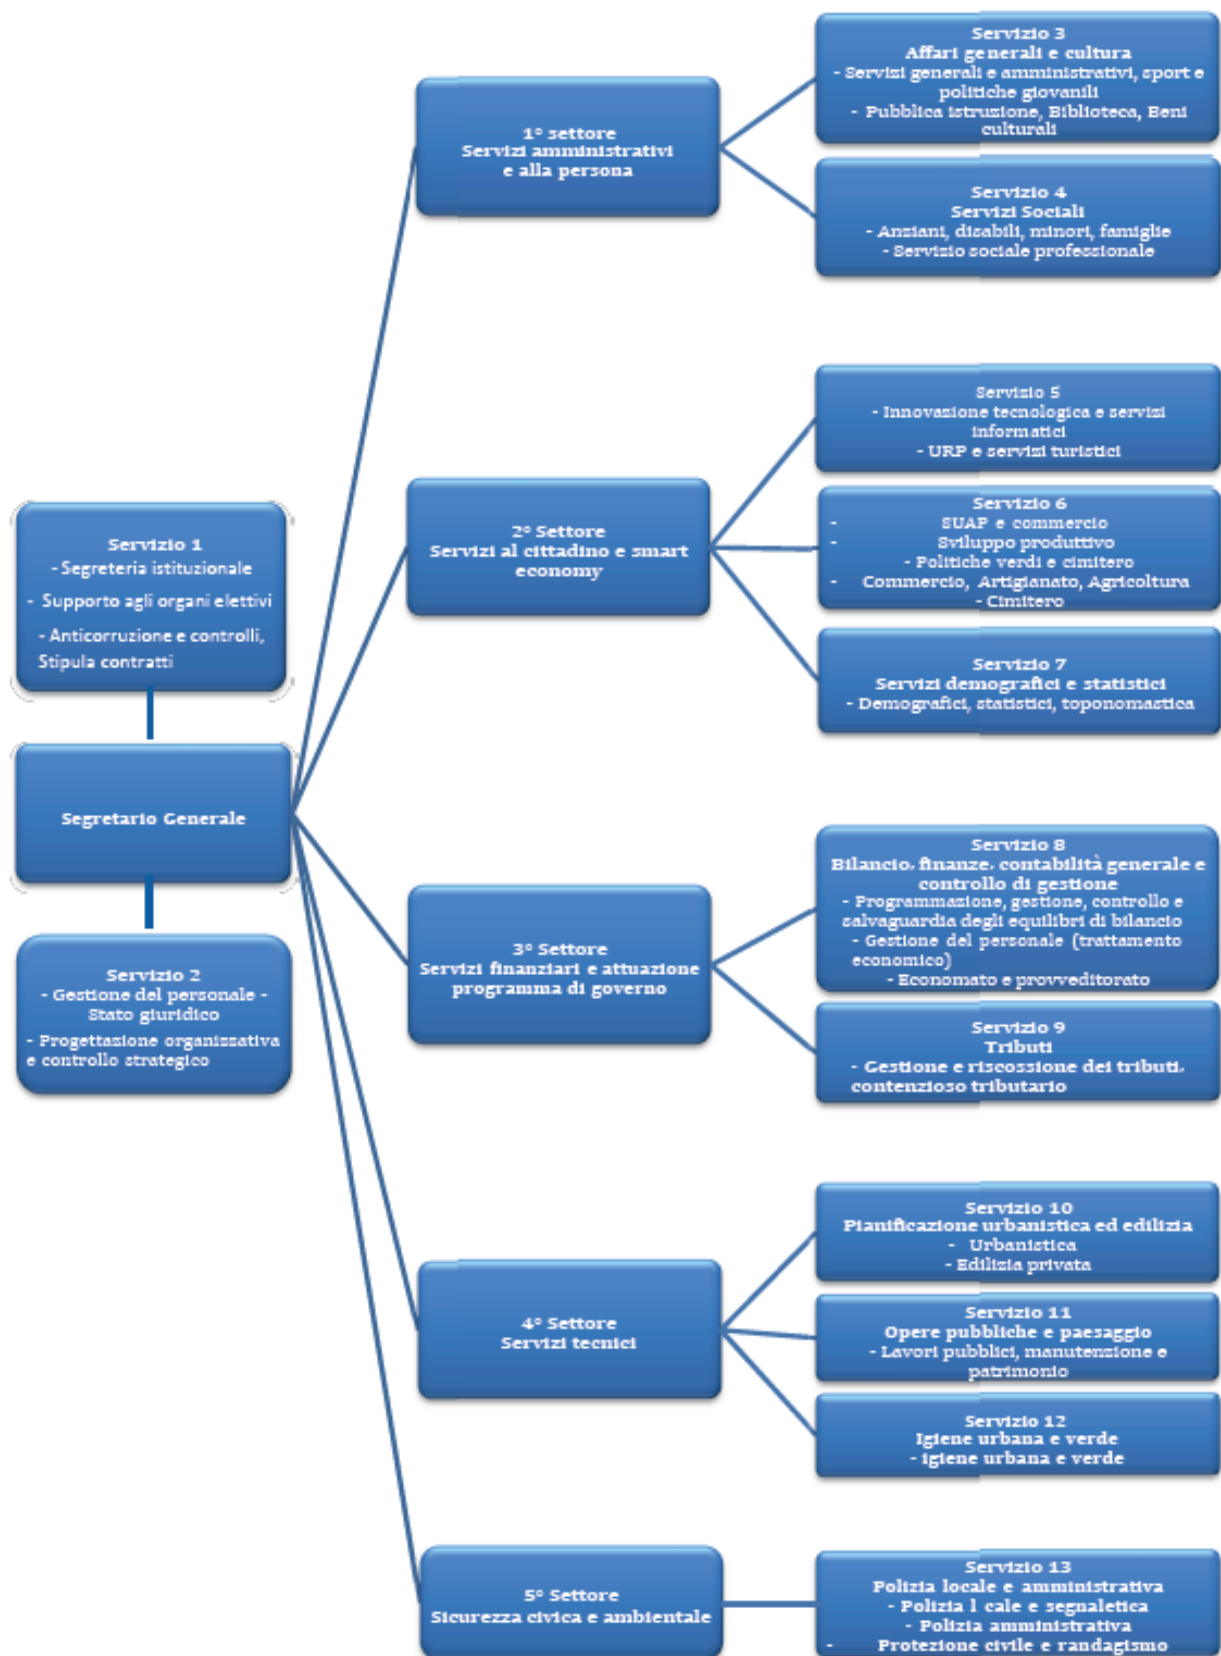 Servizio 1
- Segreteria istituzionale
- Supporto agli organi elettivi
- Anticorruzione e controlli,
Stipula contratti
Segretario Generale
Servizio 2
- Gestione del personale -
Stato giuridico
- Progettazione organizzativa
e controllo strategico
1° settore
Servizi amministrativi
e alla persona
Servizio 3
Affari generali e cultura
- Servizi generali e amministrativi, sport e
politiche giovanili
- Pubblica istruzione, Biblioteca, Beni
culturali
Servizio 4
Servizi Sociali
- Anziani, disabili, minori, famiglie
- Servizio sociale professionale
2° Settore
Servizi al cittadino e smart
economy
Servizio 5
- Innovazione tecnologica e servizi
informatici
- URP e servizi turistici
Servizio 6
- SUAP e commercio
- Sviluppo produttivo
- Politiche verdi e cimitero
- Commercio, Artigianato, Agricoltura
- Cimitero
Servizio 7
Servizi demografici e statistici
- Demografici, statistici, toponomastica
3° Settore
Servizi finanziari e attuazione
programma di governo
Servizio 8
Bilancio, finanze, contabilità generale e
controllo di gestione
- Programmazione, gestione, controllo e
salvaguardia degli equilibri di bilancio
- Gestione del personale (trattamento
economico)
- Economato e provveditorato
Servizio 9
Tributi
- Gestione e riscossione dei tributi,
contenzioso tributario
4° Settore
Servizi tecnici
Servizio 10
Pianificazione urbanistica ed edilizia
- Urbanistica
- Edilizia privata
Servizio 11
Opere pubbliche e paesaggio
- Lavori pubblici, manutenzione e
patrimonio
Servizio 12
Igiene urbana e verde
- igiene urbana e verde
5° Settore
Sicurezza civica e ambientale
Servizio 13
Polizia locale e amministrativa
- Polizia l cale e segnaletica
- Polizia amministrativa
- Protezione civile e randagismo